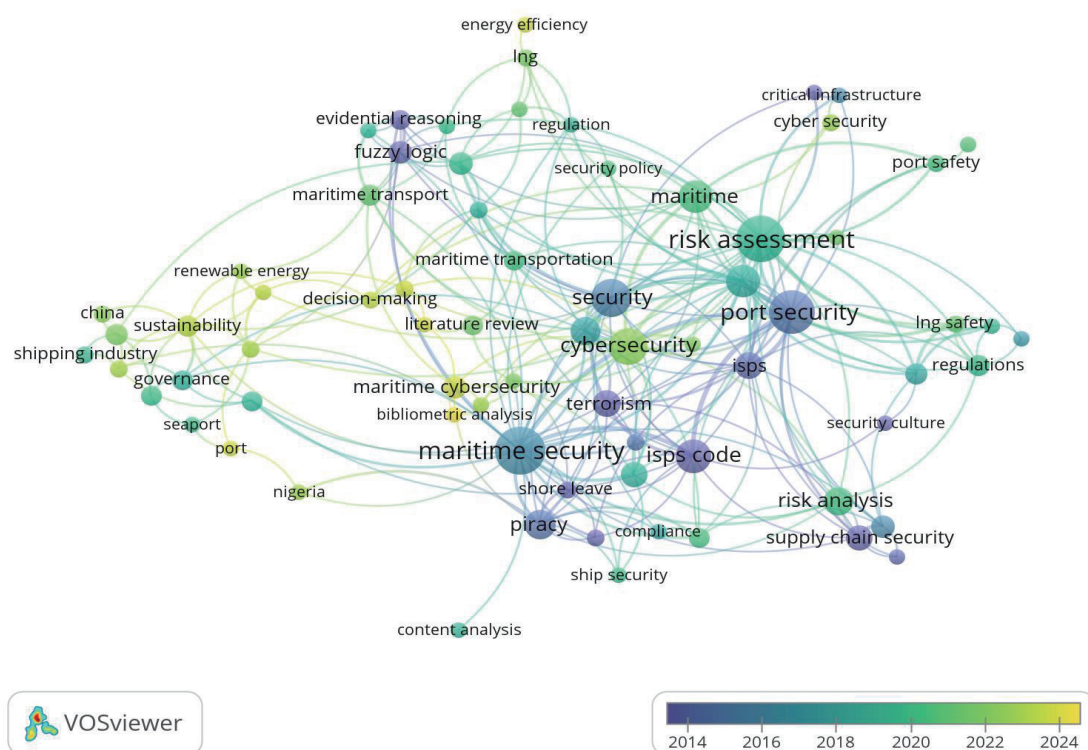 energy efficiency
lng
critical infrastructure
evidential reasoning
cyber security
regulation
fuzzy logic
port safety
security policy
maritime transport
maritime
risk assessment
maritime transportation
renewable energy
decision-making
security
china
port security
sustainability
literature review
lng safety
shipping industry
cybersecurity
isps
regulations
governance
maritime cybersecurity
terrorism
bibliometric analysis
seaport
security culture
port
maritime security
isps code
nigeria
shore leave
risk analysis
piracy
compliance
supply chain security
ship security
content analysis
VOSviewer
2014 2016 2018 2020 2022 2024